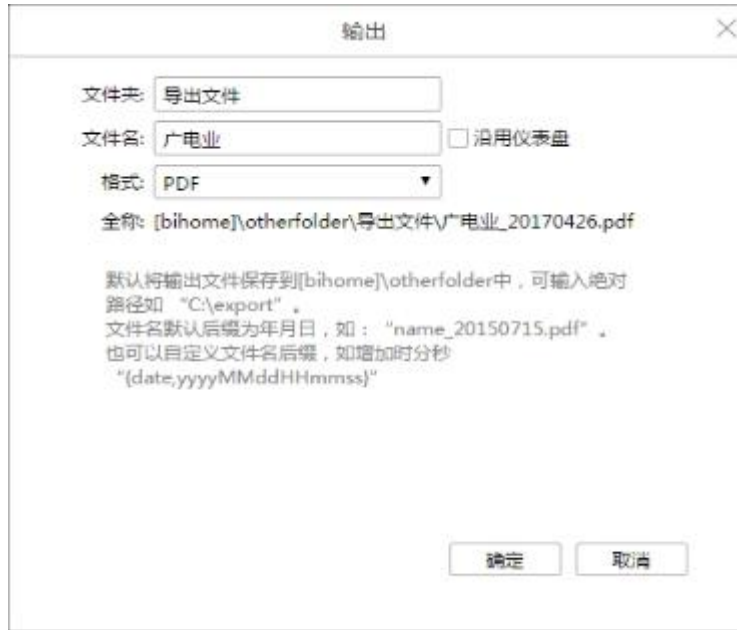 输出
文件夹: 导出文件
文件名: 广电业 沿用仪表盘
格式: PDF
全称: [bihome]\otherfolder\导出文件\广电业_20170426.pdf
默认将输出文件保存到[bihome]\otherfolder中，可输入绝对
路径如 “C:\export” 。
文件名默认后缀为年月日，如： “name_20150715.pdf” 。
也可以自定义文件名后缀，如增加时分秒
“{date,yyyyMMddHHmmss}”
确定 取消